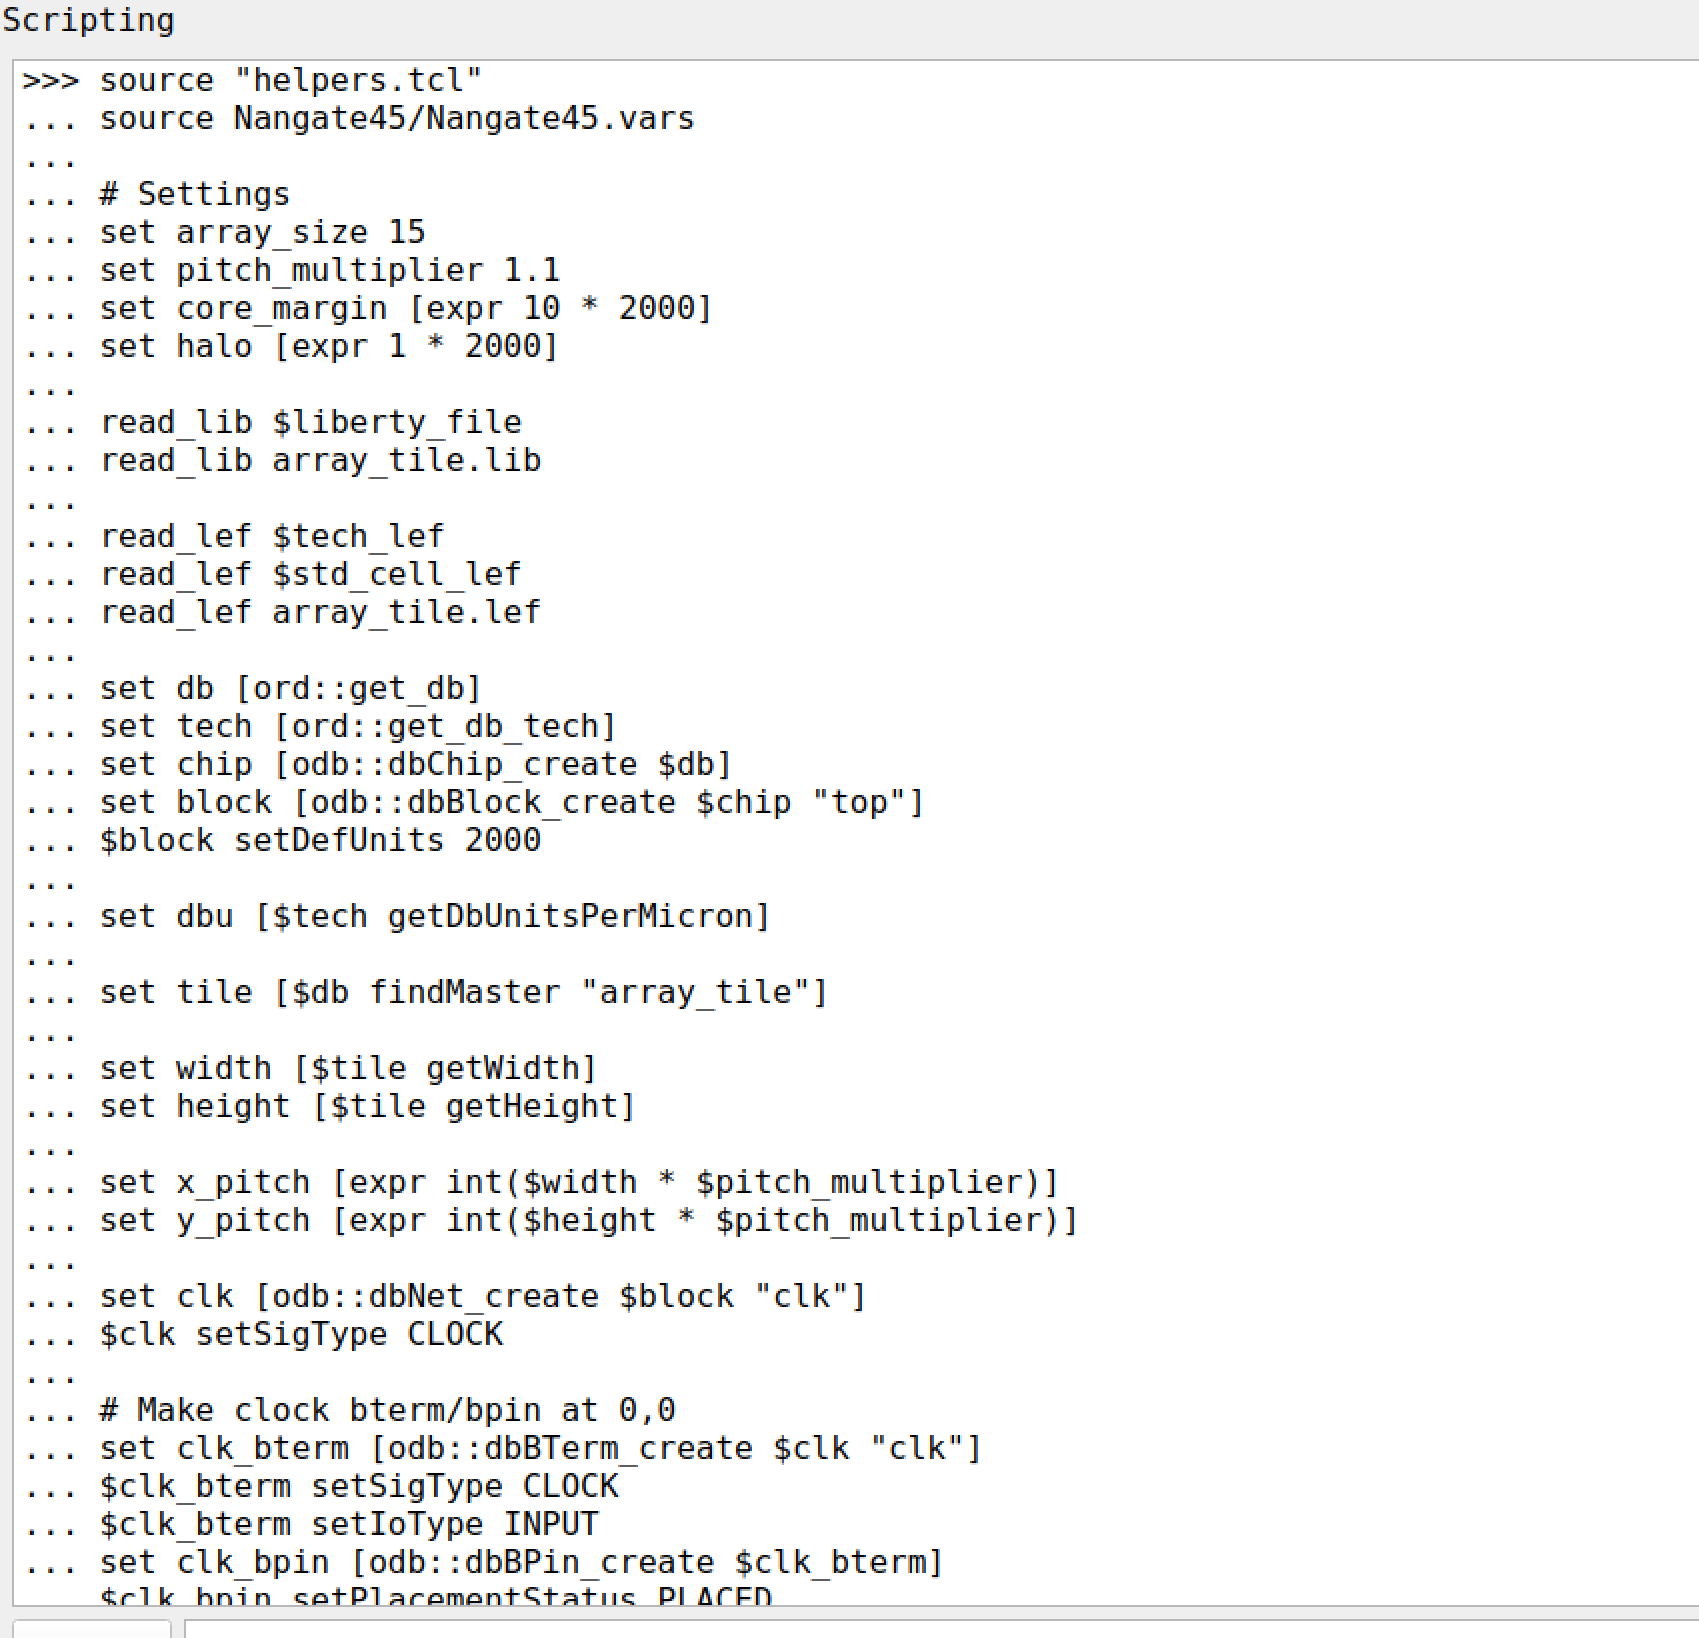 Scripting
>>> source "helpers.tcl"
... source Nangate45/Nangate45.vars
...
... # Settings
... set array_size 15
... set pitch_multiplier 1.1
... set core_margin [expr 10 * 2000]
... set halo [expr 1 * 2000]
...
... read_lib $liberty_file
... read_lib array_tile.lib
...
... read_lef $tech_lef
... read_lef $std_cell_lef
... read_lef array_tile.lef
...
... set db [ord::get_db]
... set tech [ord::get_db_tech]
... set chip [odb::dbChip_create $db]
... set block [odb::dbBlock_create $chip "top"]
... $block setDefUnits 2000
...
... set dbu [$tech getDbUnitsPerMicron]
...
... set tile [$db findMaster "array_tile"]
...
... set width [$tile getWidth]
... set height [$tile getHeight]
...
... set x_pitch [expr int($width * $pitch_multiplier)]
... set y_pitch [expr int($height * $pitch_multiplier)]
...
... set clk [odb::dbNet_create $block "clk"]
... $clk setSigType CLOCK
...
... # Make clock bterm/bpin at 0,0
... set clk_bterm [odb::dbBTerm_create $clk "clk"]
... $clk_bterm setSigType CLOCK
... $clk_bterm setIoType INPUT
... set clk_bpin [odb::dbBPin_create $clk_bterm]
$clk_bpin setPlacementStatus PLACED